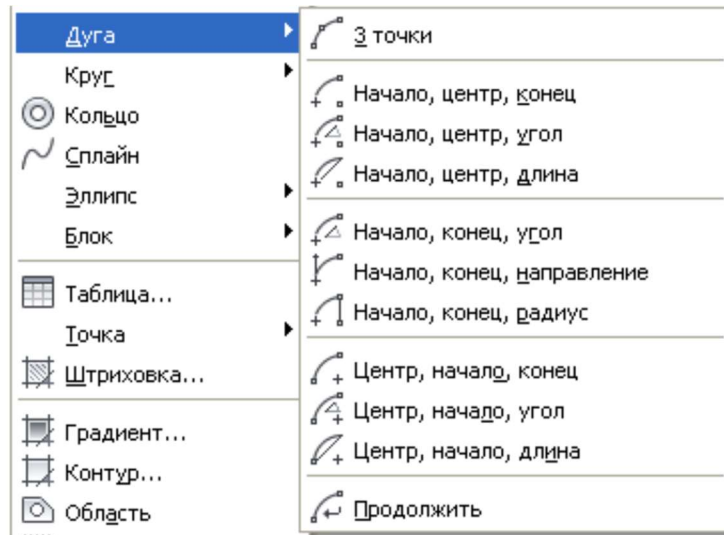 Дуга
Круг
Кольцо
Сплайн
Эллипс
Блок
Таблица...
Точка
Штриховка...
Градиент...
Контур...
Область
3 точки
Начало, центр, конец
Начало, центр, угол
Начало, центр, длина
Начало, конец, угол
Начало, конец, направление
Начало, конец, радиус
Центр, начало, конец
Центр, начало, угол
Центр, начало, длина
Продолжить